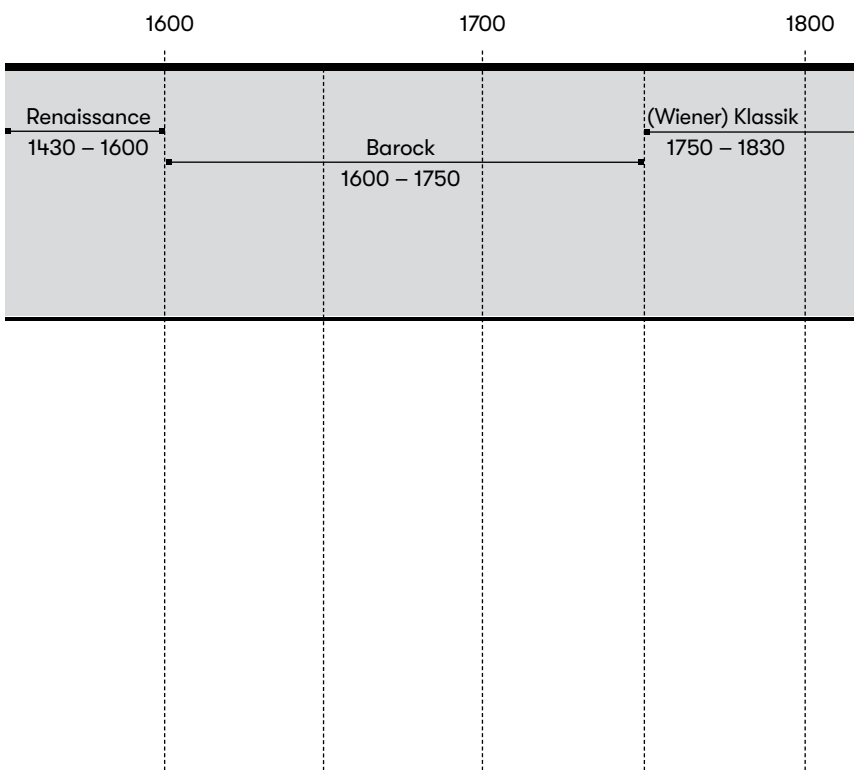 1600 1700 1800
Renaissance
1430 – 1600
Barock
1600 – 1750
(Wiener) Klassik
1750 – 1830